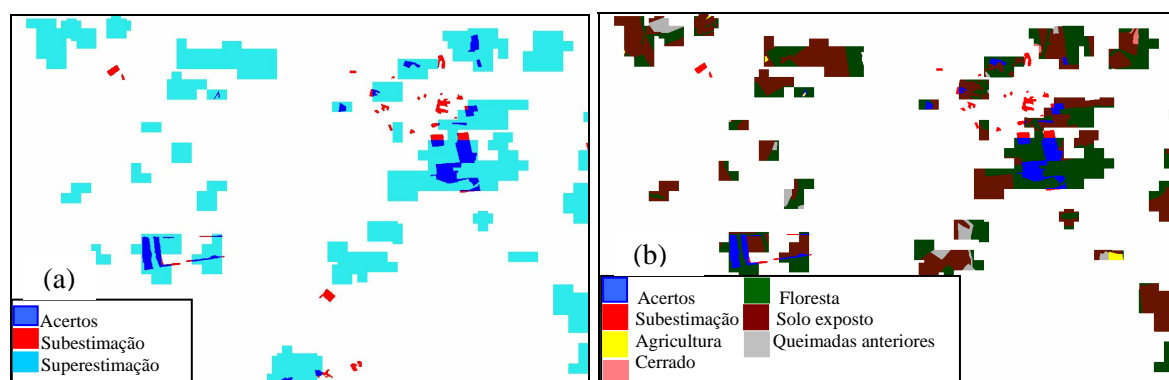 (a)
Acertos
Subestimação
Superestimação
(b)
Acertos
Subestimação
Agricultura
Cerrado
Floresta
Solo exposto
Queimadas anteriores